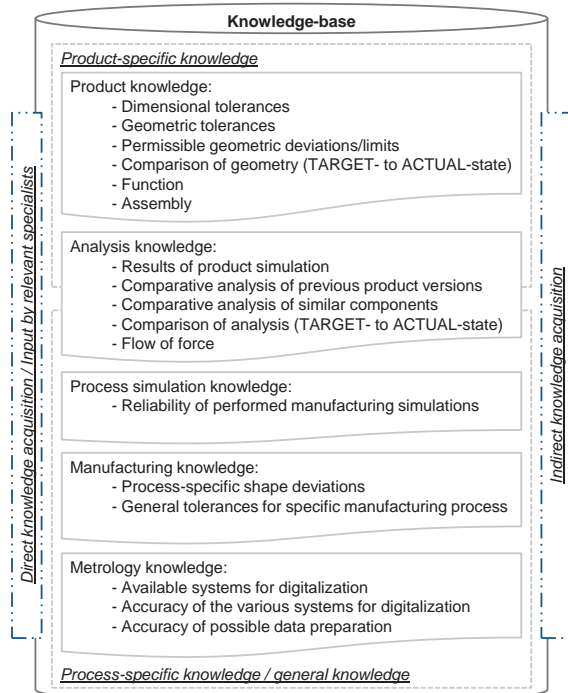 Knowledge-base
Product-specific knowledge
Product knowledge:
- Dimensional tolerances
- Geometric tolerances
- Permissible geometric deviations/limits
- Comparison of geometry (TARGET- to ACTUAL-state)
- Function
- Assembly
Analysis knowledge:
- Results of product simulation
- Comparative analysis of previous product versions
- Comparative analysis of similar components
- Comparison of analysis (TARGET- to ACTUAL-state)
- Flow of force
Process simulation knowledge:
- Reliability of performed manufacturing simulations
Manufacturing knowledge:
- Process-specific shape deviations
- General tolerances for specific manufacturing process
Metrology knowledge:
- Available systems for digitalization
- Accuracy of the various systems for digitalization
- Accuracy of possible data preparation
Process-specific knowledge / general knowledge
Direct knowledge acquisition / Input by relevant specialists
Indirect knowledge acquisition